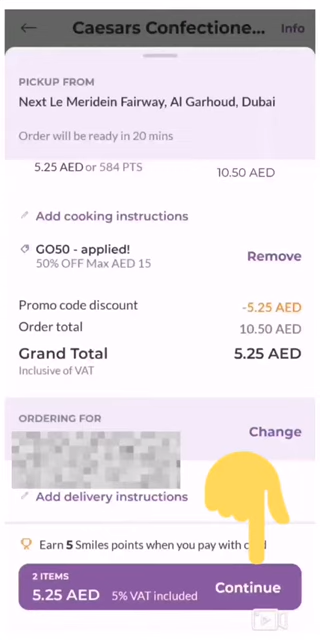 Caesars Confectione... Info
PICKUP FROM
Next Le Meridein Fairway, Al Garhoud, Dubai
Order will be ready in 20 mins
5.25 AED or 584 PTS 10.50 AED
Add cooking instructions
GO50 - applied! Remove
50% OFF Max AED 15
Promo code discount -5.25 AED
Order total 10.50 AED
Grand Total 5.25 AED
Inclusive of VAT
ORDERING FOR
Change
Add delivery instructions
Earn 5 Smiles points when you pay with
2 ITEMS
5.25 AED 5% VAT included Continue